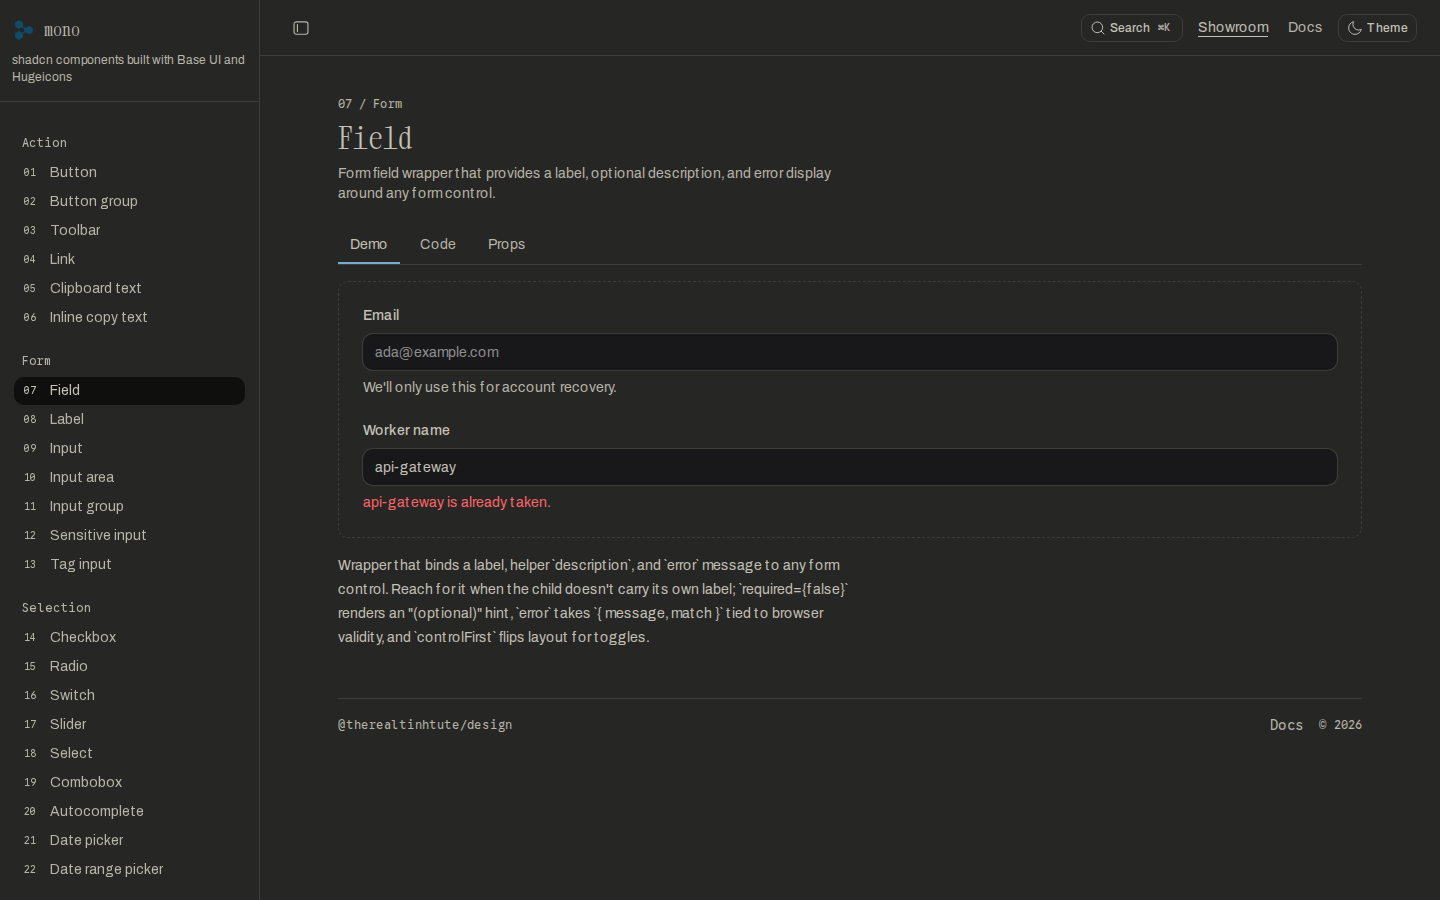 mono
shadcn components built with Base UI and
Hugeicons
Action
01 Button
02 Button group
03 Toolbar
04 Link
05 Clipboard text
06 Inline copy text
Form
07 Field
08 Label
09 Input
10 Input area
11 Input group
12 Sensitive input
13 Tag input
Selection
14 Checkbox
15 Radio
16 Switch
17 Slider
18 Select
19 Combobox
20 Autocomplete
21 Date picker
22 Date range picker
Search ⌘K Showroom Docs Theme
07 / Form
Field
Form field wrapper that provides a label, optional description, and error display
around any form control.
Demo Code Props
Email
ada@example.com
We'll only use this for account recovery.
Worker name
api-gateway
api-gateway is already taken.
Wrapper that binds a label, helper `description`, and `error` message to any form
control. Reach for it when the child doesn't carry its own label; `required={false}`
renders an "(optional)" hint, `error` takes `{ message, match }` tied to browser
validity, and `controlFirst` flips layout for toggles.
@therealtinhtute/design Docs © 2026